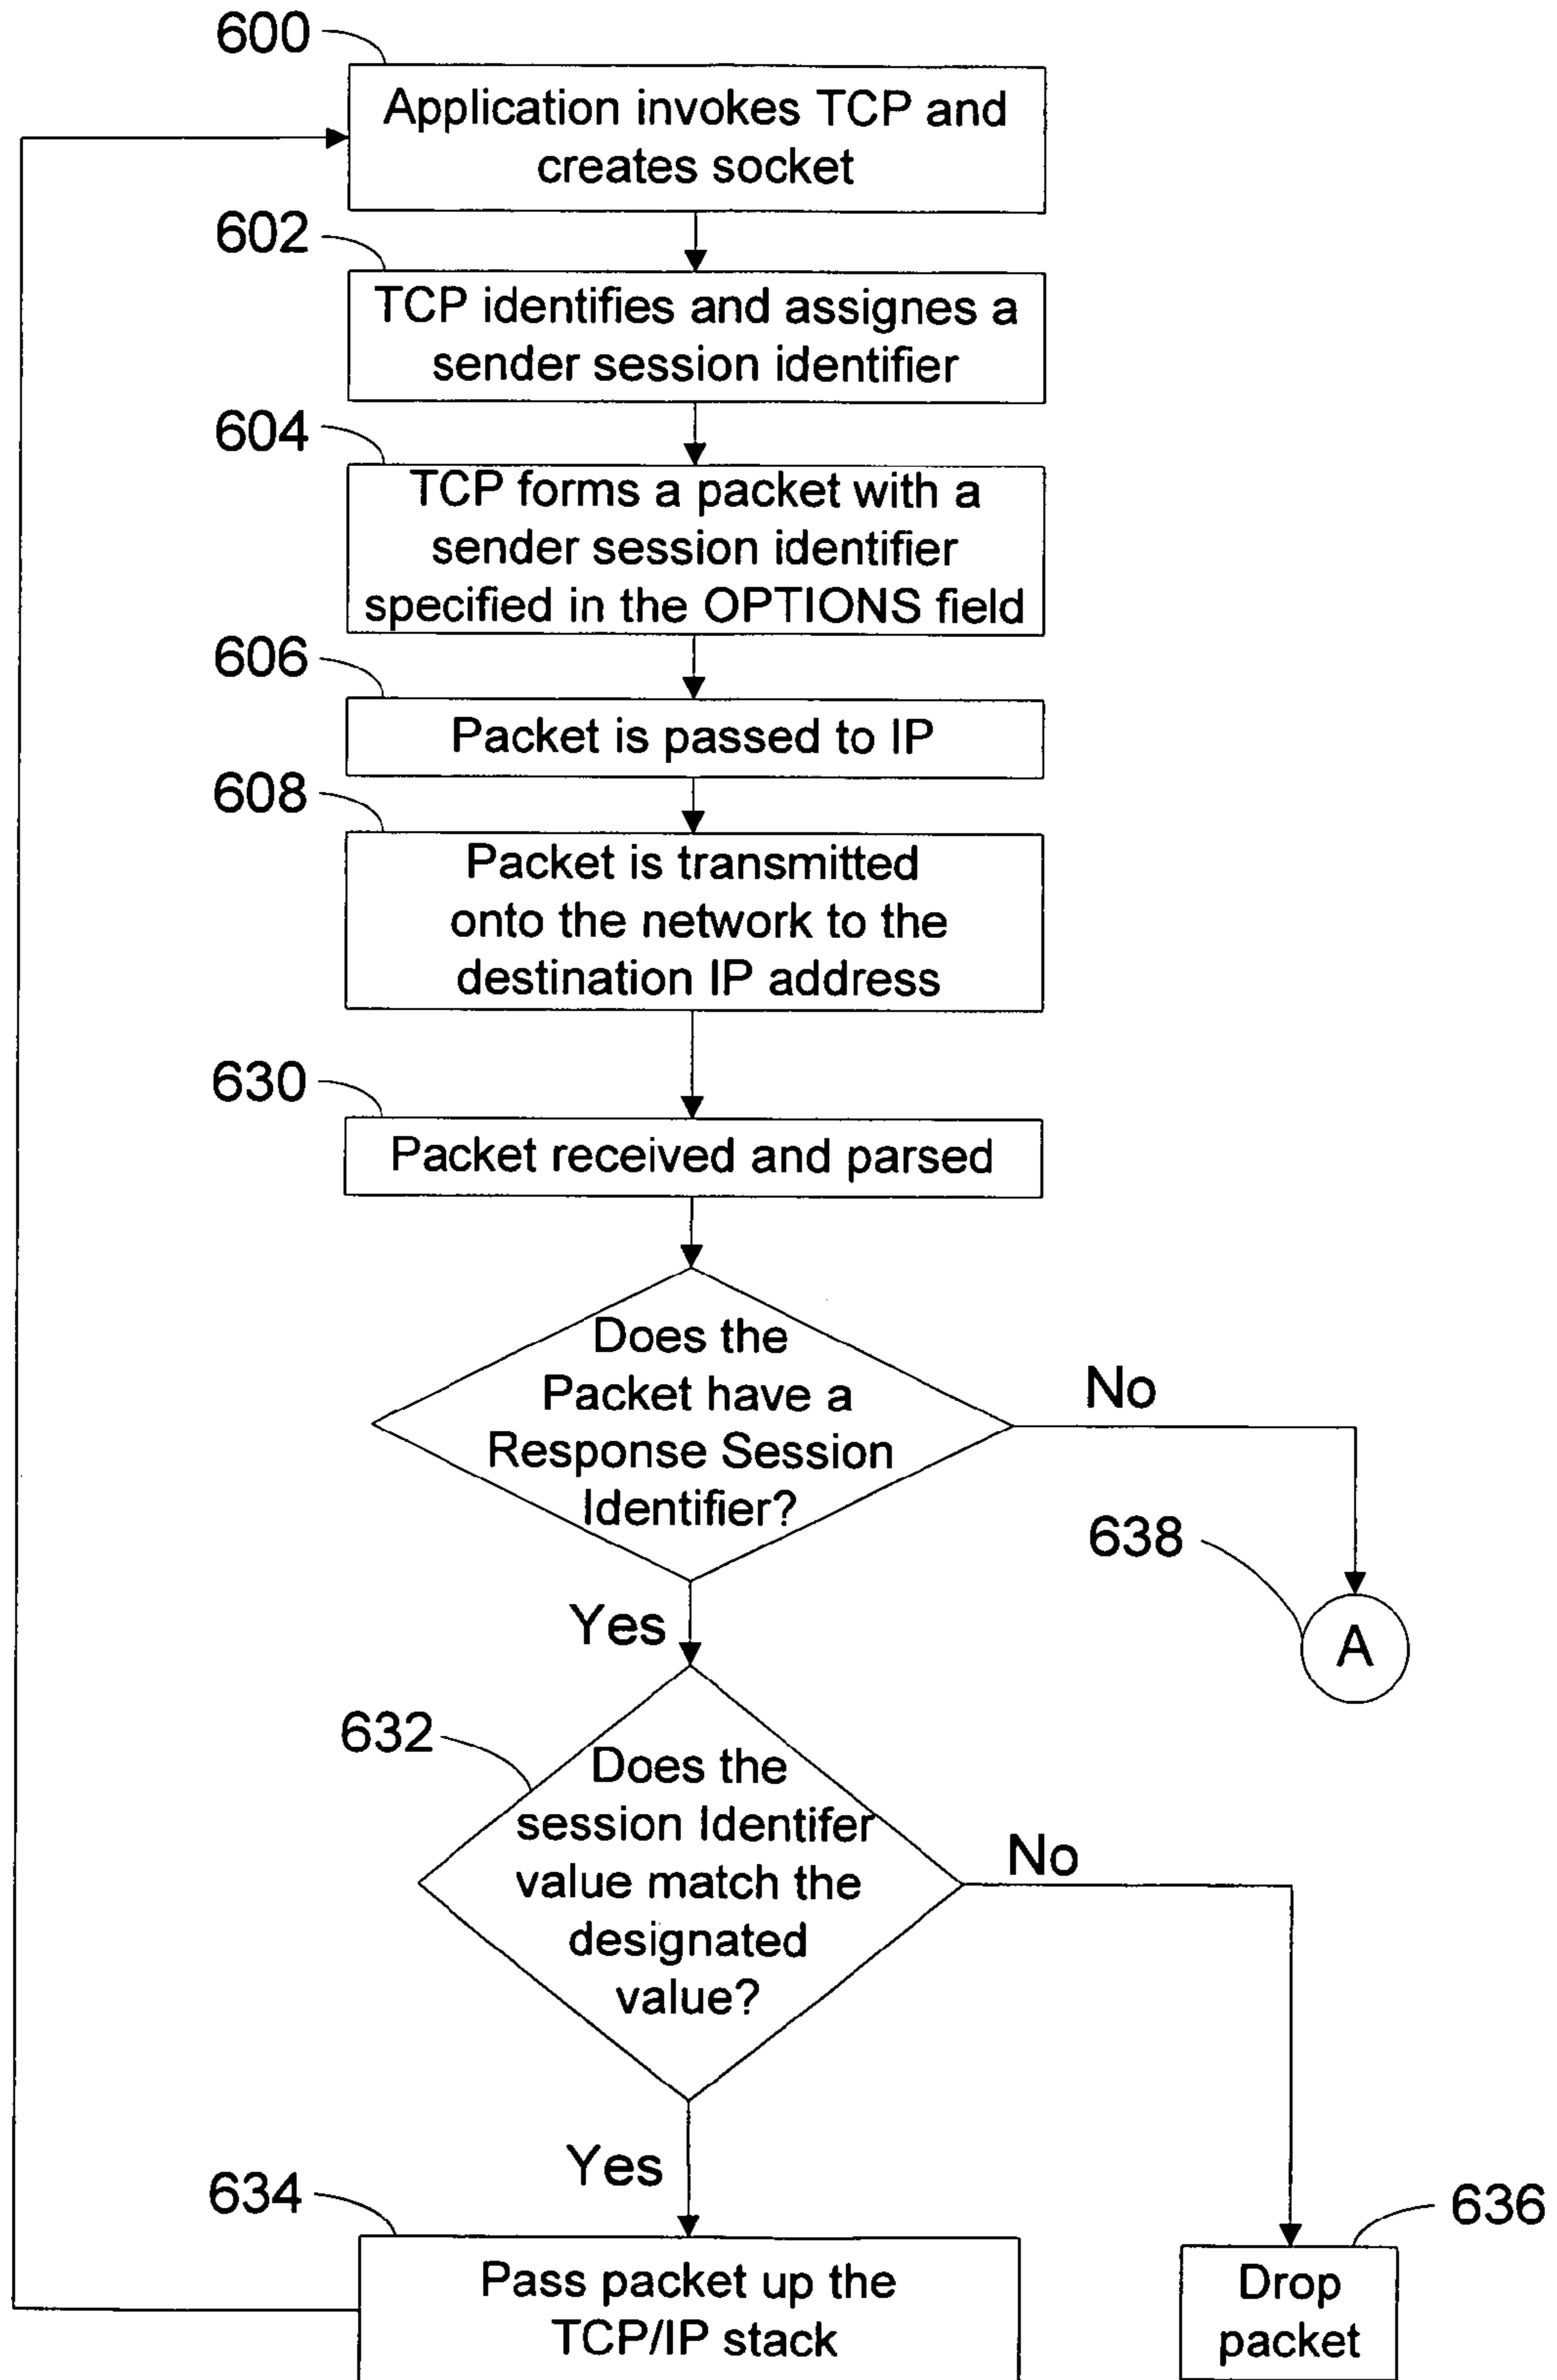 600
Application invokes TCP and
creates socket
602
TCP identifies and assignes a
sender session identifier
604
TCP forms a packet with a
sender session identifier
specified in the OPTIONS field
606
Packet is passed to IP
608
Packet is transmitted
onto the network to the
destination IP address
630
Packet received and parsed
Does the
Packet have a
Response Session
Identifier?
No
638
A
Yes
632
Does the
session Identifer
value match the
designated
value?
No
Yes
634
Pass packet up the
TCP/IP stack
636
Drop
packet